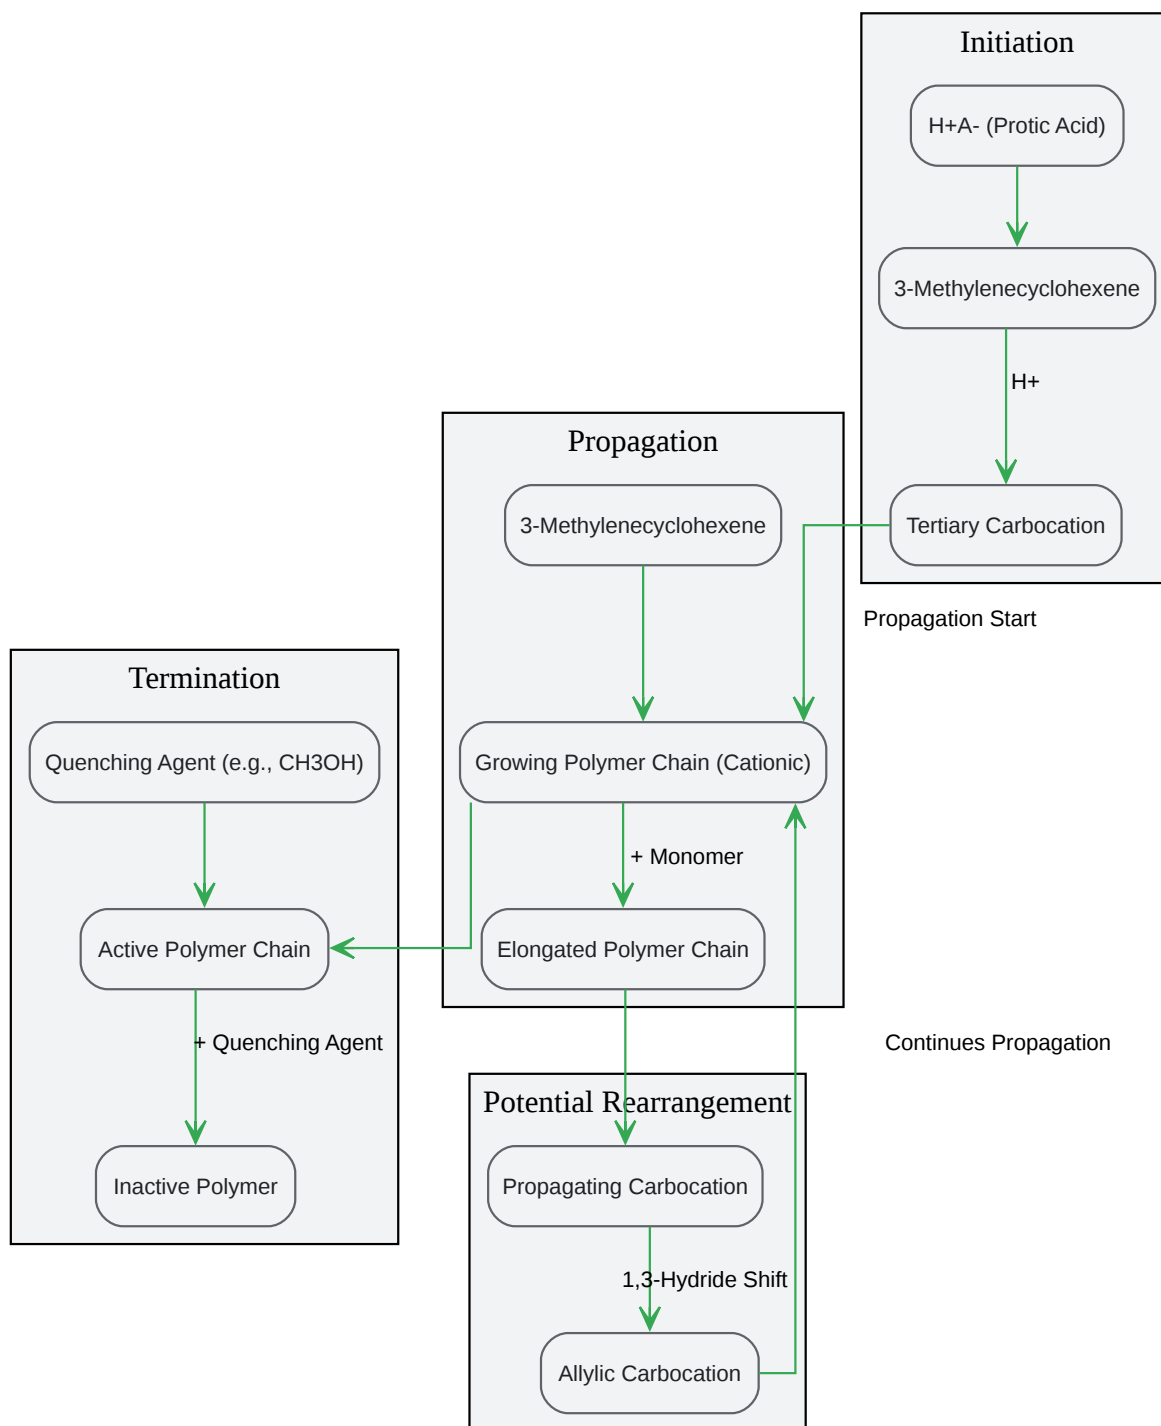 Initiation
H+A- (Protic Acid)
3-Methylenecyclohexene
H+
Tertiary Carbocation
Propagation Start
Propagation
3-Methylenecyclohexene
Growing Polymer Chain (Cationic)
+ Monomer
Elongated Polymer Chain
Continues Propagation
Termination
Quenching Agent (e.g., CH3OH)
Active Polymer Chain
+ Quenching Agent
Inactive Polymer
Potential Rearrangement
Propagating Carbocation
1,3-Hydride Shift
Allylic Carbocation